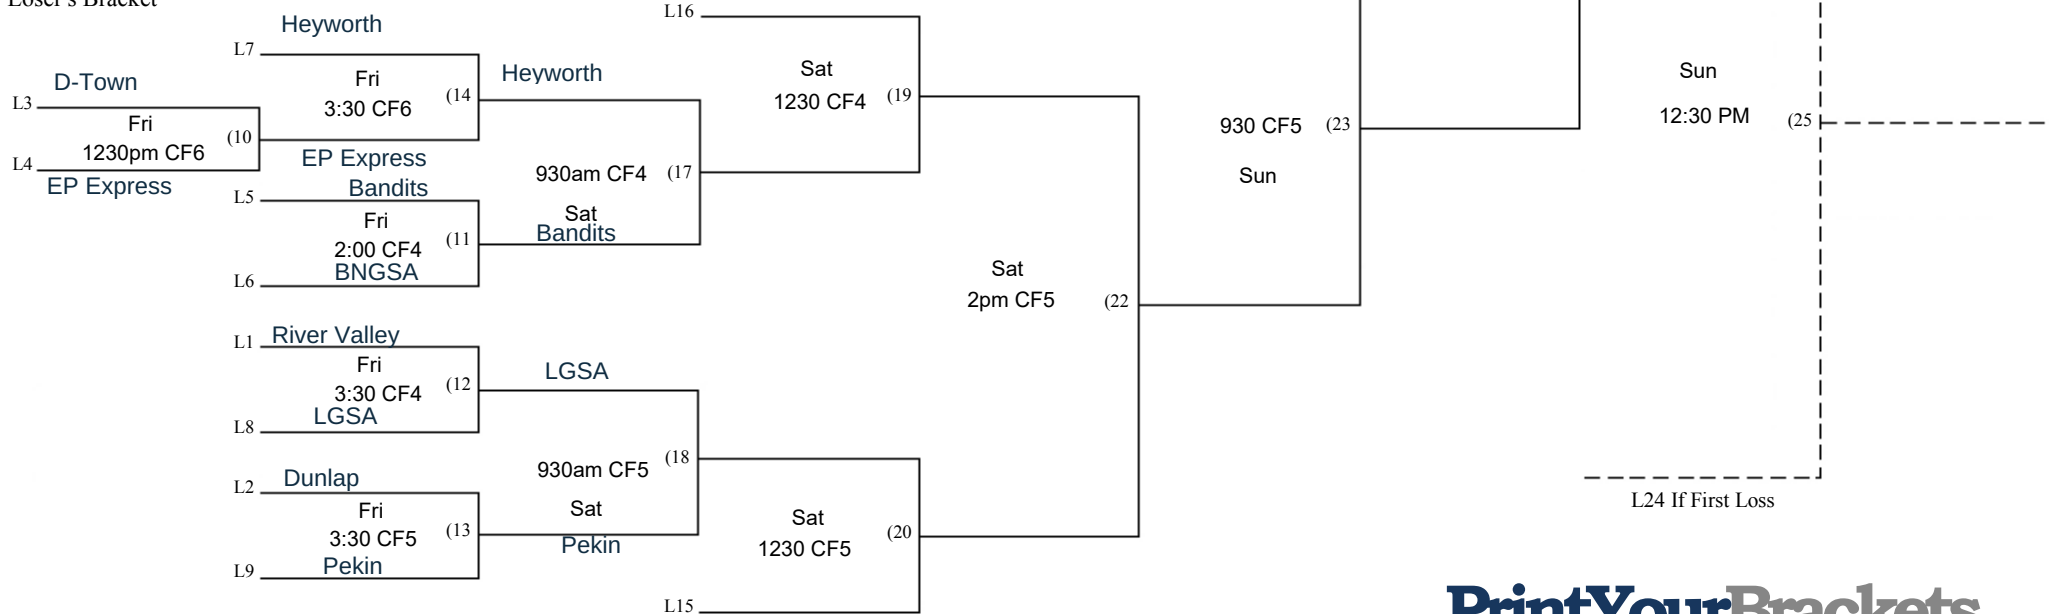 Loser's Bracket
L16
Heyworth
L7
Fri
3:30 CF6
(14
Heyworth
D-Town
L3
Fri
1230pm CF6
(10
L4
EP Express
EP Express
Bandits
L5
Fri
2:00 CF4
(11
BNGSA
L6
930am CF4
(17
Sat
Bandits
Sat
1230 CF4
(19
L1
River Valley
Fri
3:30 CF4
(12
LGSA
L8
LGSA
Dunlap
L2
Fri
3:30 CF5
(13
Pekin
L9
930am CF5
(18
Sat
Pekin
Sat
1230 CF5
(20
L15
Sat
2pm CF5
(22
930 CF5
(23
Sun
Sun
12:30 PM
(25
L24 If First Loss
PrintYourBrackets